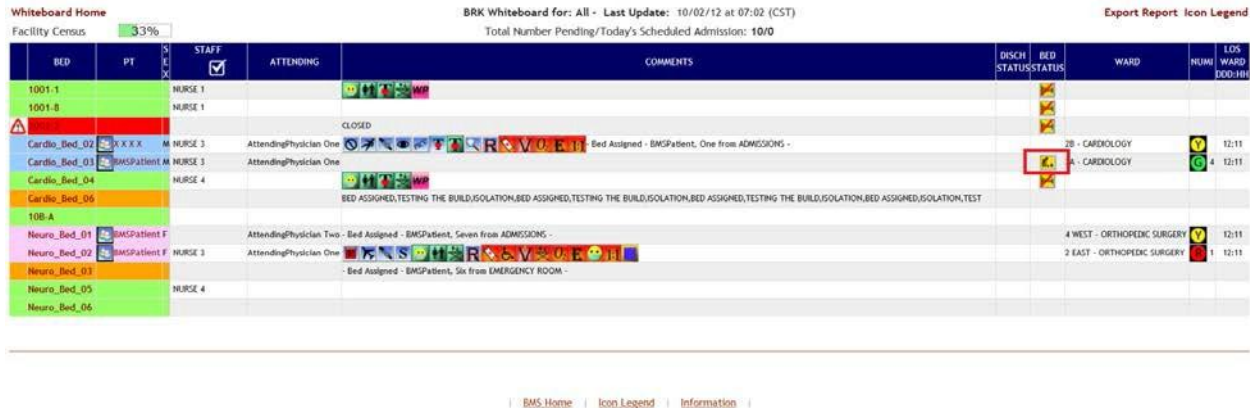 Whiteboard Home BRK Whiteboard for: All - Last Update: 10/02/12 at 07:02 (CST) Export Report Icon Legend
Facility Census 33% Total Number Pending/Today's Scheduled Admission: 10/0
BED PT SEX STAFF ATTENDING COMMENTS DISCH STATUS BED STATUS WARD NUMI LOS WARD DDD:HH
1001-1 NURSE 1 WP
1001-8 NURSE 1
CLOSED
Cardio_Bed_02 X X X X M NURSE 3 AttendingPhysician One R V O E - Bed Assigned - BMSPatient, One from ADMISSIONS - 2B - CARDIOLOGY Y 12:11
Cardio_Bed_03 BMSPatient M NURSE 3 AttendingPhysician One A - CARDIOLOGY G 4 12:11
Cardio_Bed_04 NURSE 4 WP
Cardio_Bed_06 BED ASSIGNED,TESTING THE BUILD,ISOLATION,BED ASSIGNED,TESTING THE BUILD,ISOLATION,BED ASSIGNED,TESTING THE BUILD,ISOLATION,BED ASSIGNED,ISOLATION,TEST
10B-A
Neuro_Bed_01 BMSPatient F AttendingPhysician Two - Bed Assigned - BMSPatient, Seven from ADMISSIONS - 4 WEST - ORTHOPEDIC SURGERY Y 12:11
Neuro_Bed_02 BMSPatient F NURSE 3 AttendingPhysician One S R V O E 2 EAST - ORTHOPEDIC SURGERY R 1 12:11
Neuro_Bed_03 - Bed Assigned - BMSPatient, Six from EMERGENCY ROOM -
Neuro_Bed_05 NURSE 4
Neuro_Bed_06
| BMS Home | Icon Legend | Information |